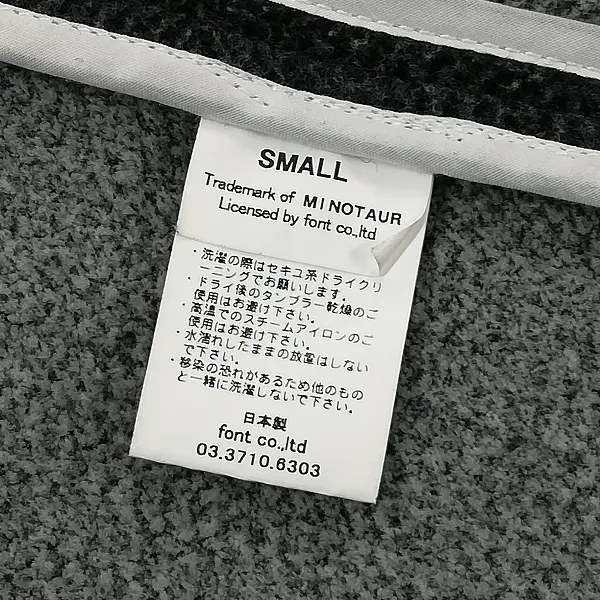 SMALL
Trademark of MINOTAUR
Licensed by font co.,ltd
・洗濯の際はセキユ系ドライクリ
ーニングでお願いします。
・ドライ後のタンブラー乾燥のご
使用はお避け下さい。
・高温でのスチームアイロンのご
使用はお避け下さい。
・水濡れしたままの放置はしない
で下さい。
・移染の恐れがあるため他のもの
と一緒に洗濯しないで下さい。
日本製
font co.,ltd
03.3710.6303